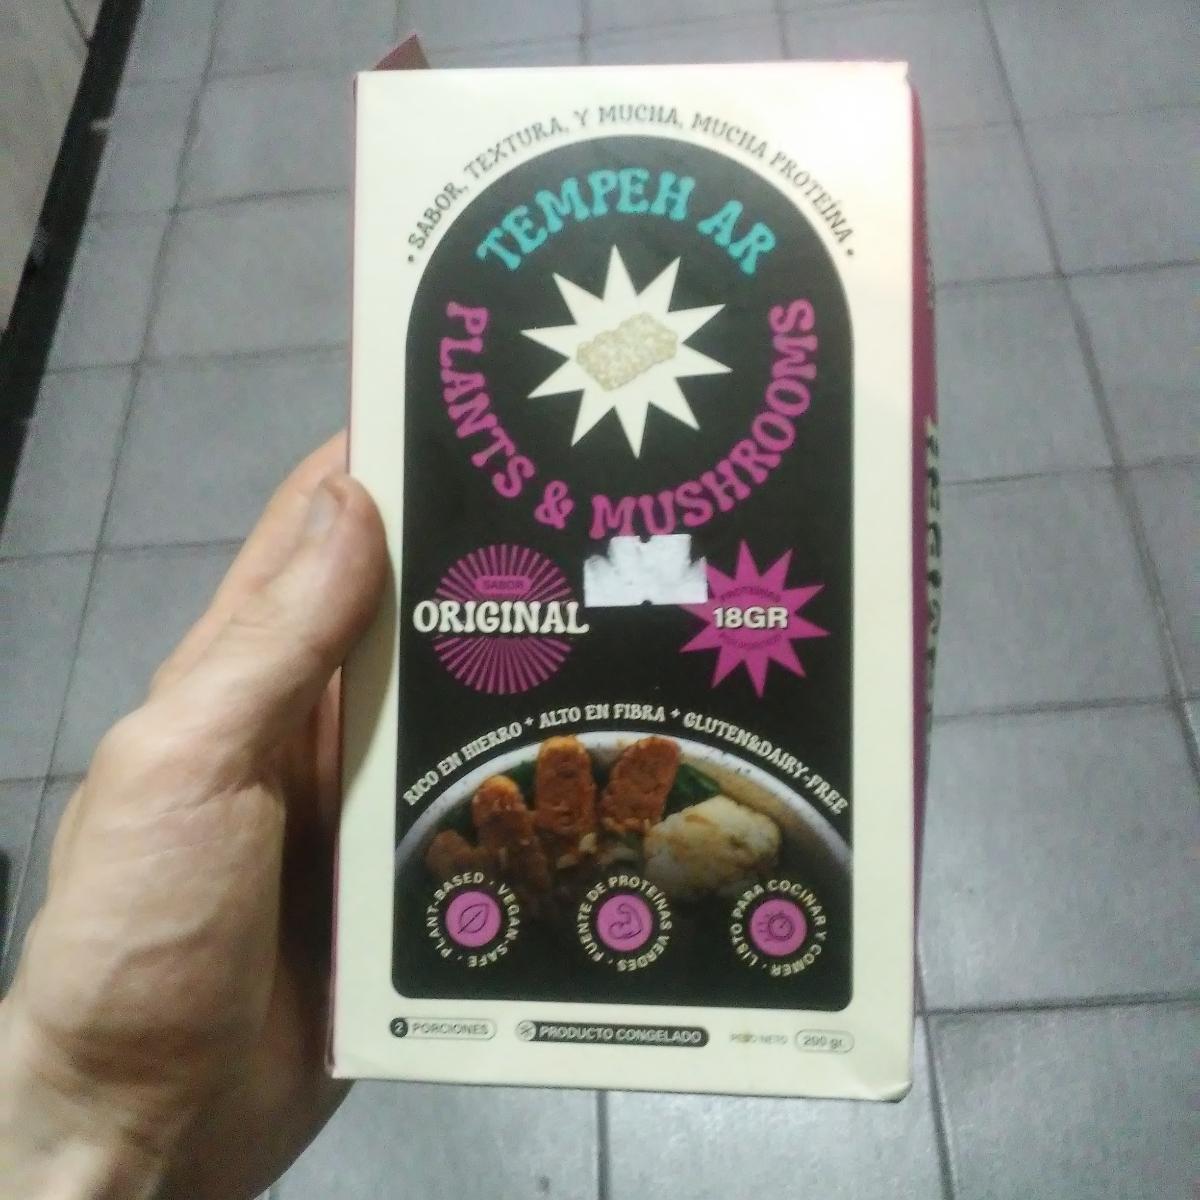 • SABOR, TEXTURA, Y MUCHA, MUCHA PROTEÍNA •
TEMPEH AR
PLANTS & MUSHROOMS
SABOR
ORIGINAL
PROTEÍNAS
18GR
RICO EN HIERRO + ALTO EN FIBRA + GLUTEN&DAIRY-FREE
PLANT-BASED · VEGAN-SAFE ·
FUENTE DE PROTEÍNAS VERDES ·
LISTO PARA COCINAR Y COMER ·
2 PORCIONES
PRODUCTO CONGELADO
PESO NETO 200 gr.